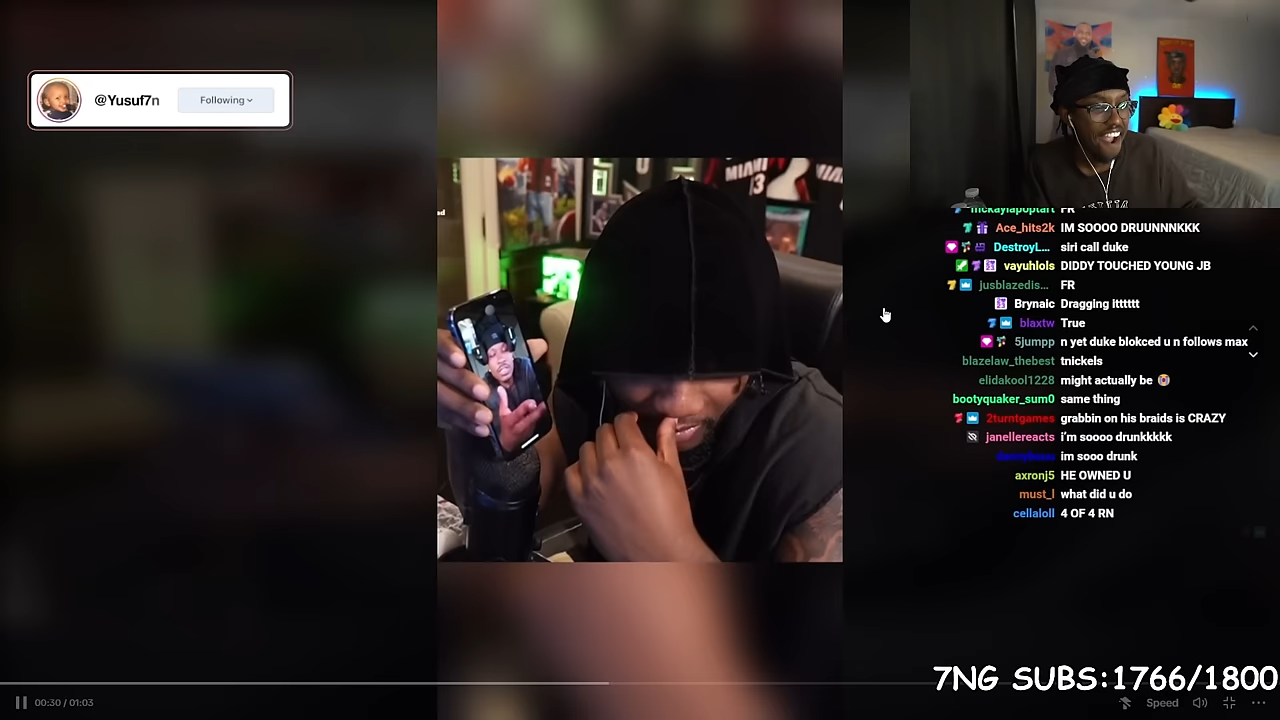 @Yusuf7n
Following
MIAMI
13
mckaylapoptart FR
Ace_hits2k IM SOOOO DRUUNNNKKK
DestroyL... siri call duke
vayuhlols DIDDY TOUCHED YOUNG JB
jusblazedis... FR
Brynaic Dragging itttttt
blaxtw True
5jumpp n yet duke blokced u n follows max
blazelaw_thebest tnickels
elidakool1228 might actually be
bootyquaker_sum0 same thing
2turntgames grabbin on his braids is CRAZY
janellereacts i'm soooo drunkkkkk
im sooo drunk
axronj5 HE OWNED U
must_l what did u do
cellaloll 4 OF 4 RN
7NG SUBS:1766/1800
00:30 / 01:03
Speed